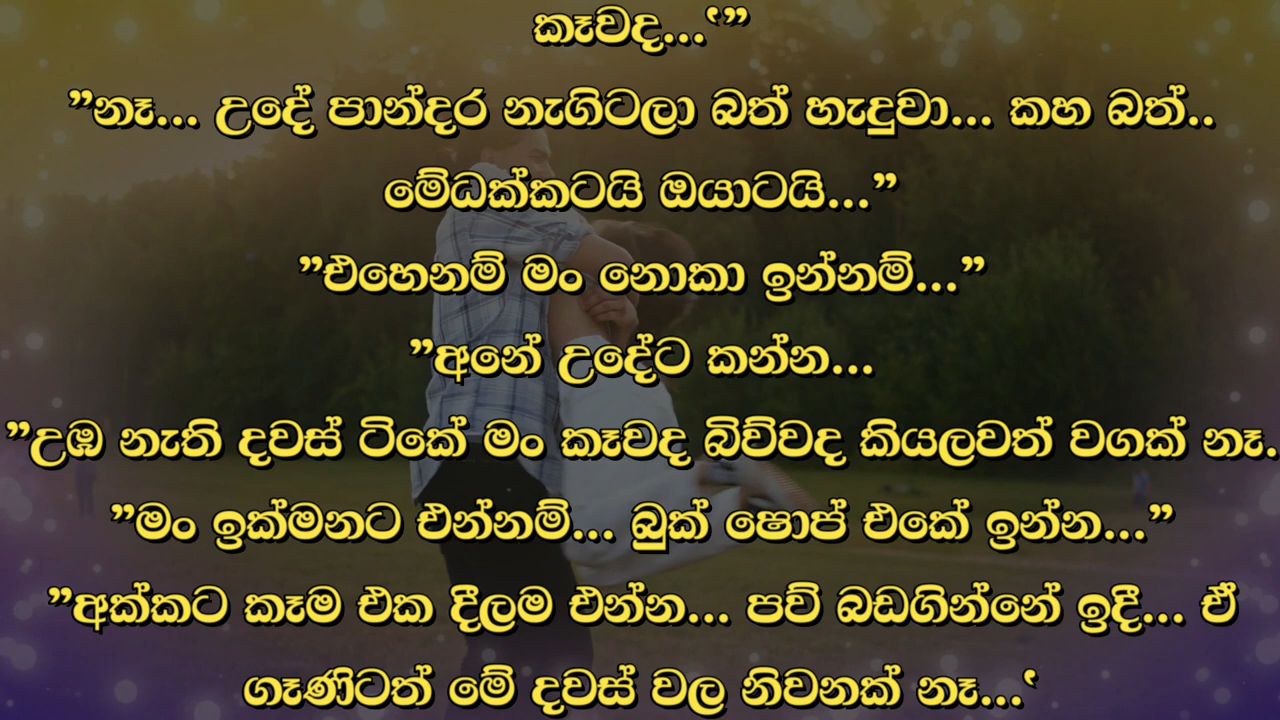 කෑවද...‘”
”නෑ... උදේ පාන්දර නැගිටලා බත් හැදුවා... කහ බත්..
මේධක්කටයි ඔයාටයි...”
”එහෙනම් මං නොකා ඉන්නම්...”
”අනේ උදේට කන්න...
”උඹ නැති දවස් ටිකේ මං කෑවද බිව්වද කියලවත් වගක් නෑ.
”මං ඉක්මනට එන්නම්... බුක් ෂොප් එකේ ඉන්න...”
”අක්කට කෑම එක දීලම එන්න... පව් බඩගින්නේ ඉදී... ඒ
ගෑණිටත් මේ දවස් වල නිවනක් නෑ...‘